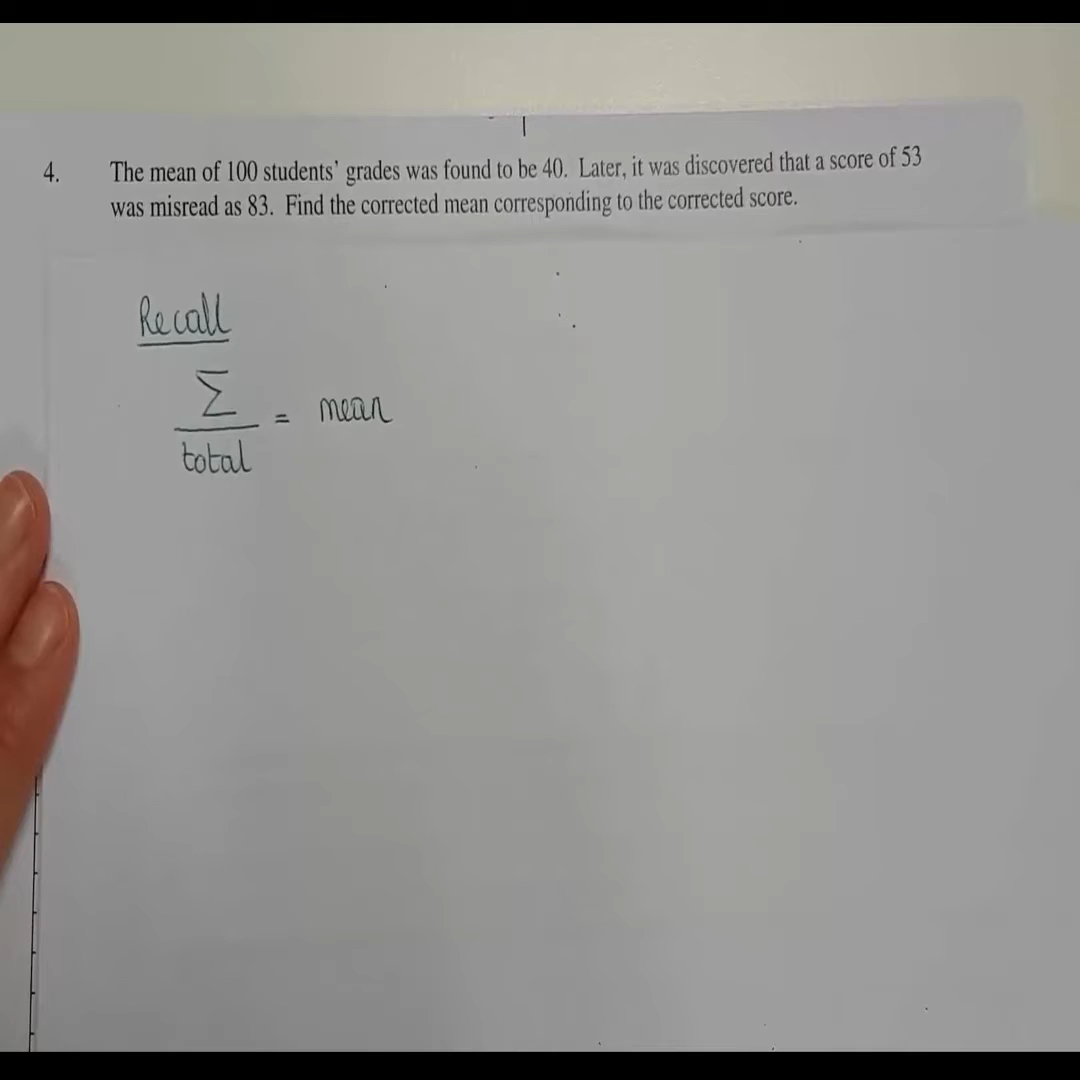 4. The mean of 100 students' grades was found to be 40. Later, it was discovered that a score of 53
was misread as 83. Find the corrected mean corresponding to the corrected score.
Recall
Σ
= mean
total